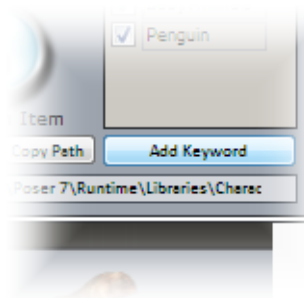 Penguin
Item
Copy Path
Add Keyword
Poser 7\Runtime\Libraries\Charac